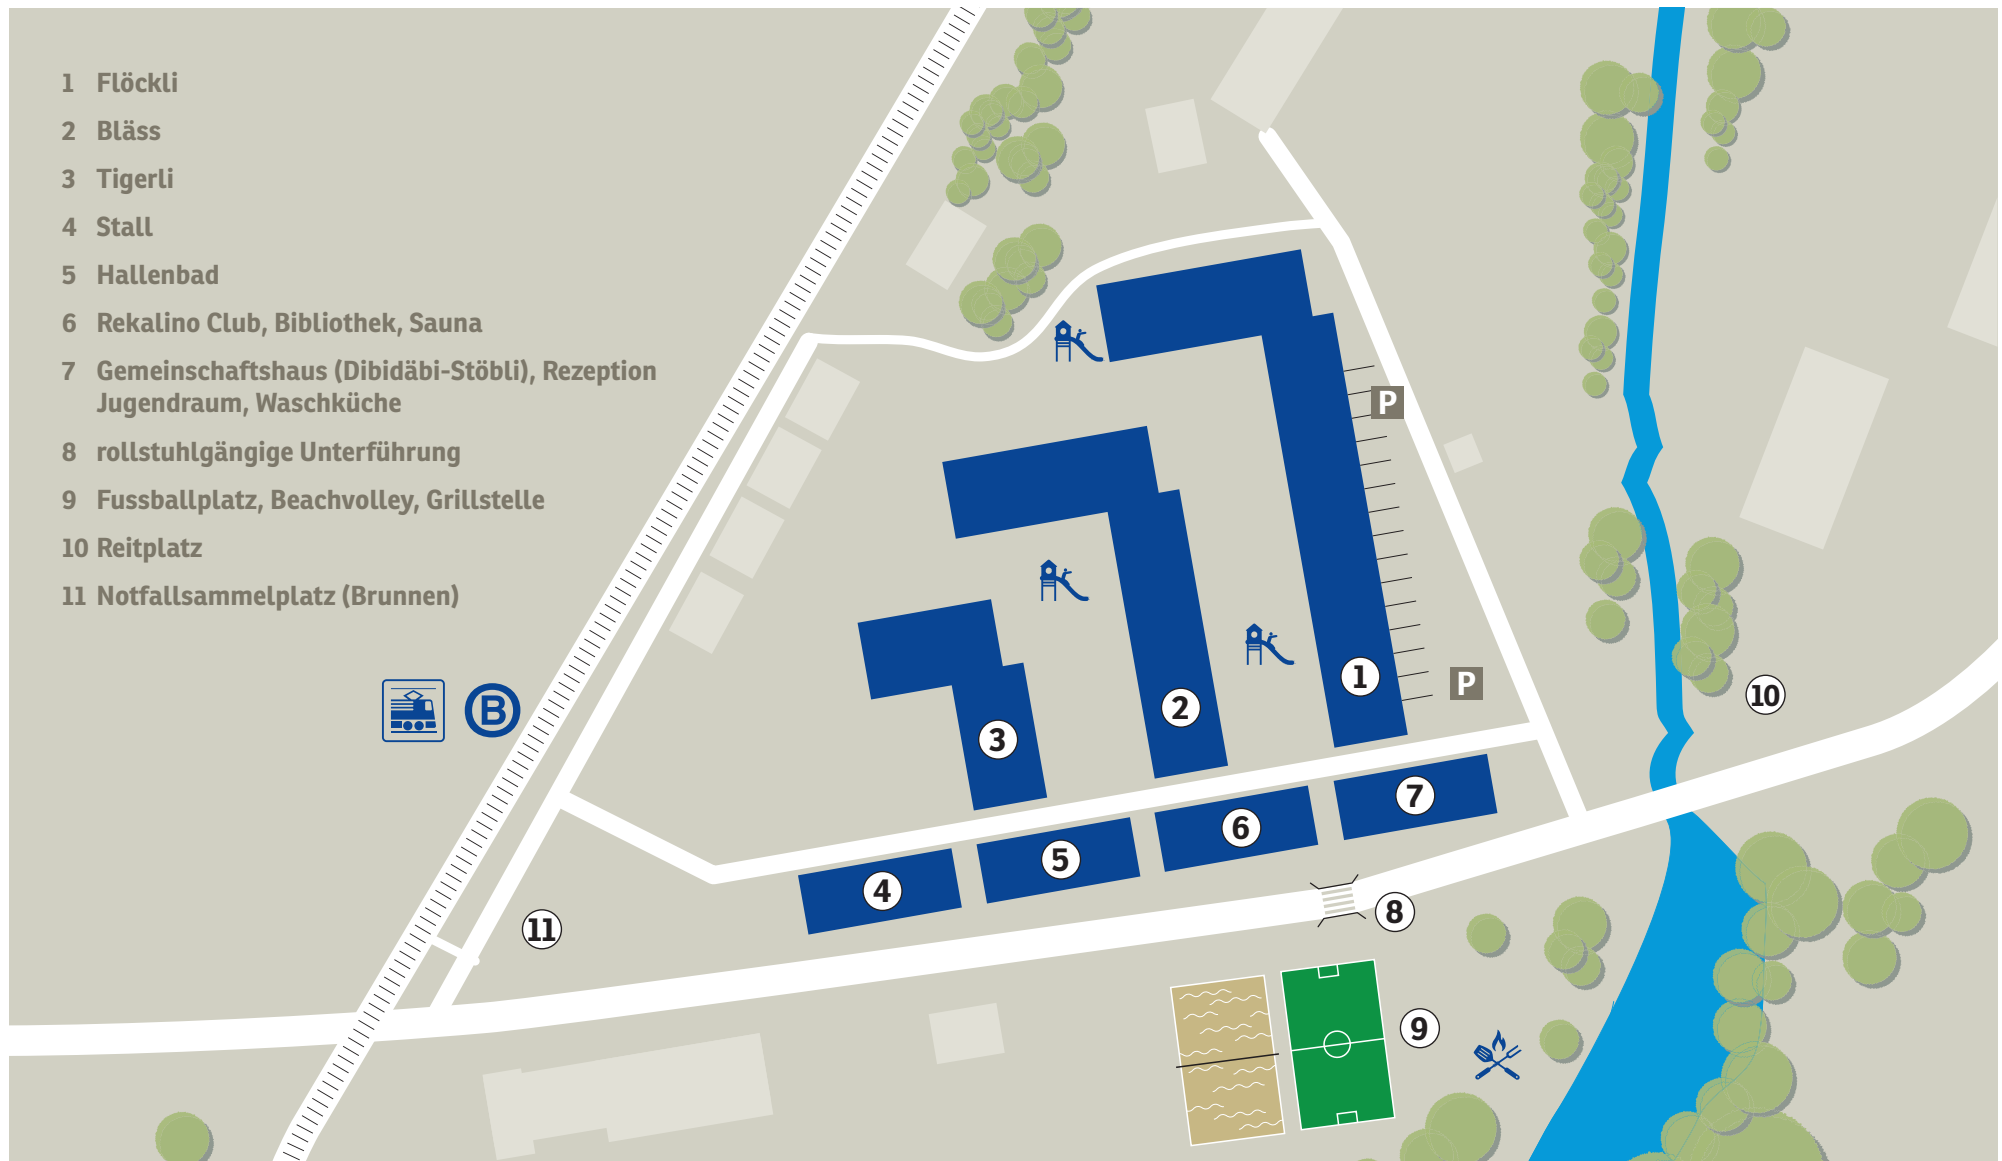 1 Flöckli
2 Bläss
3 Tigerli
4 Stall
5 Hallenbad
6 Rekalino Club, Bibliothek, Sauna
7 Gemeinschaftshaus (Dibidäbi-Stöbli), Rezeption
Jugendraum, Waschküche
8 rollstuhlgängige Unterführung
9 Fussballplatz, Beachvolley, Grillstelle
10 Reitplatz
11 Notfallsammelplatz (Brunnen)
P
1
P
10
B
2
3
7
6
5
4
8
11
9